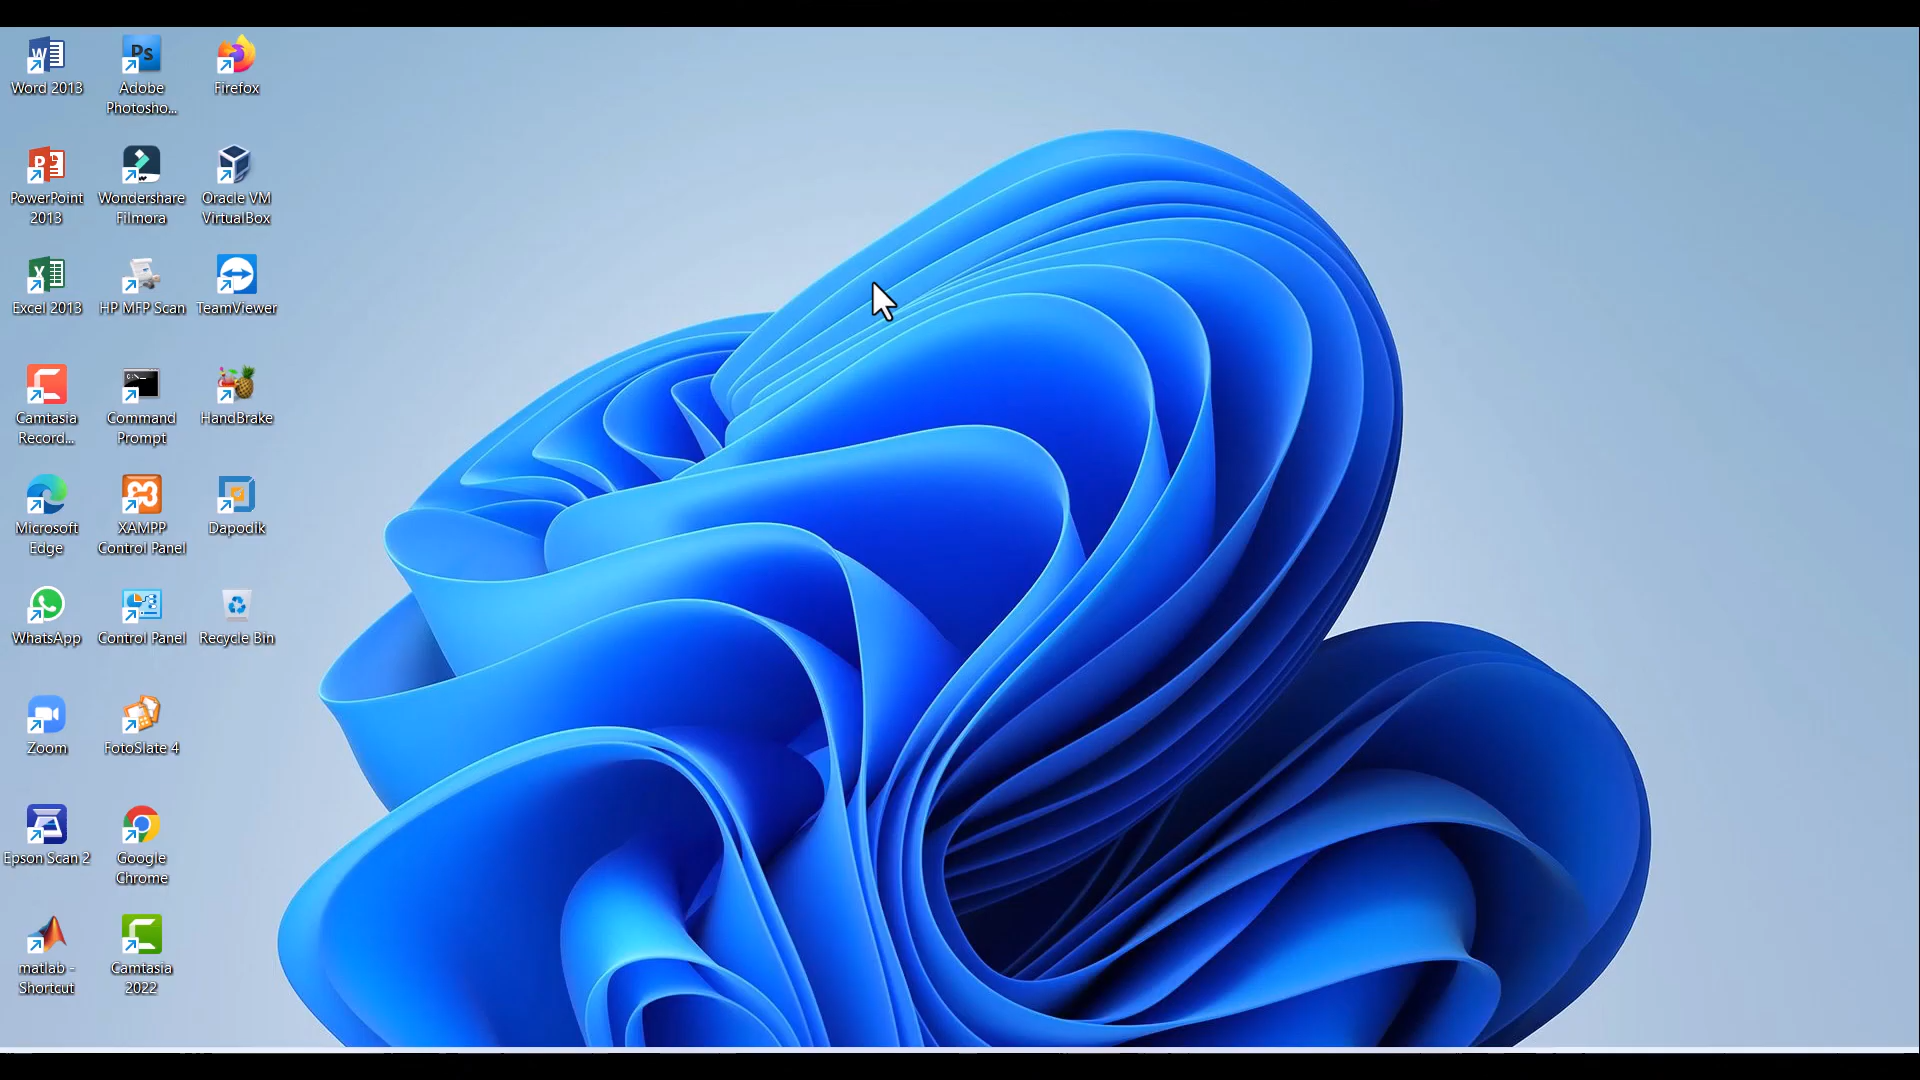 Word 2013
Adobe
Photosho...
Firefox
PowerPoint
2013
Wondershare
Filmora
Oracle VM
VirtualBox
Excel 2013
HP MFP Scan
TeamViewer
Camtasia
Record...
Command
Prompt
HandBrake
Microsoft
Edge
XAMPP
Control Panel
Dapodik
WhatsApp
Control Panel
Recycle Bin
Zoom
FotoSlate 4
Epson Scan 2
Google
Chrome
matlab -
Shortcut
Camtasia
2022